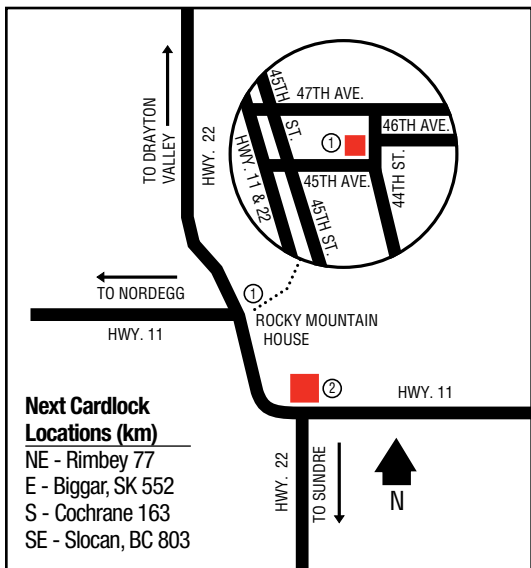 TO DRAYTON
VALLEY
HWY. 22
45TH
ST.
47TH AVE.
46TH AVE.
1
45TH AVE.
44TH ST.
HWY. 11 & 22
45TH ST.
TO NORDEGG
1
ROCKY MOUNTAIN
HOUSE
HWY. 11
2
HWY. 11
Next Cardlock
Locations (km)
NE - Rimbey 77
E - Biggar, SK 552
S - Cochrane 163
SE - Slocan, BC 803
HWY. 22
TO SUNDRE
N